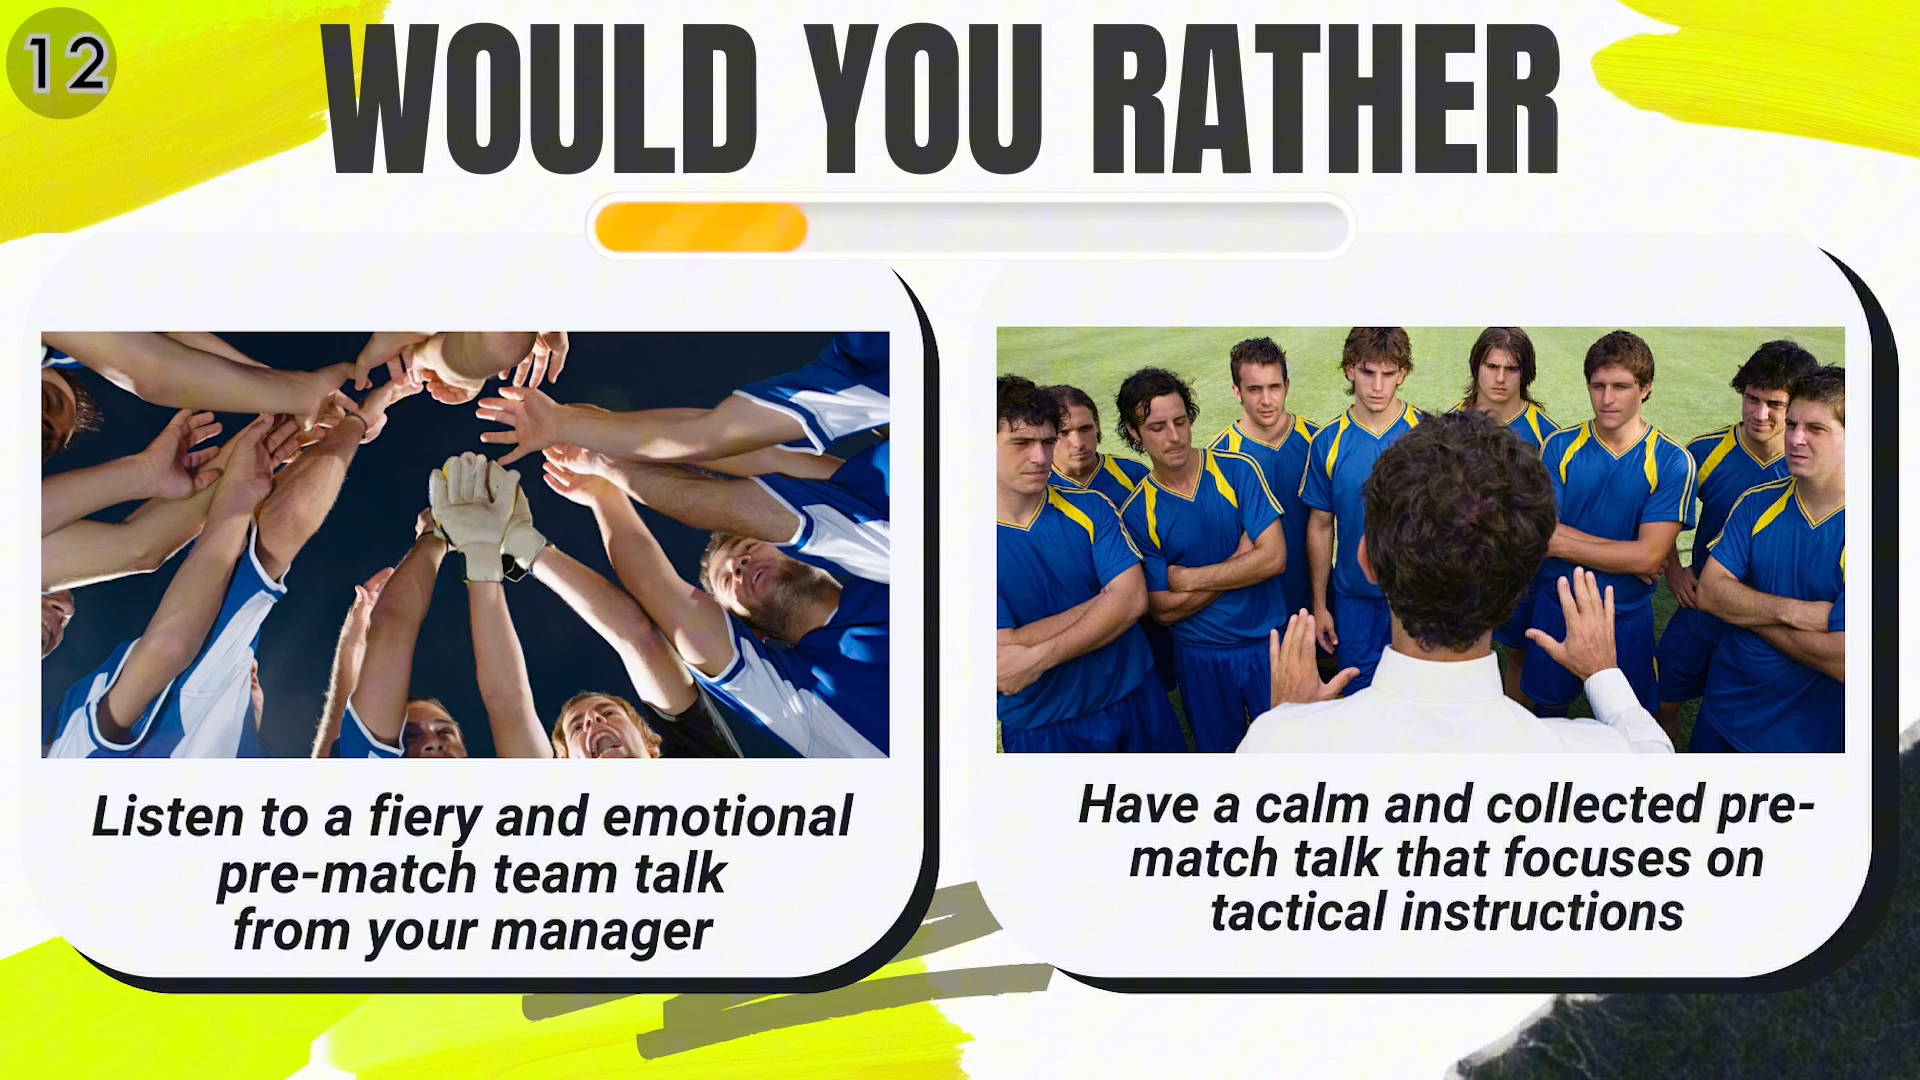 12
WOULD YOU RATHER
Listen to a fiery and emotional
pre-match team talk
from your manager
Have a calm and collected pre-
match talk that focuses on
tactical instructions